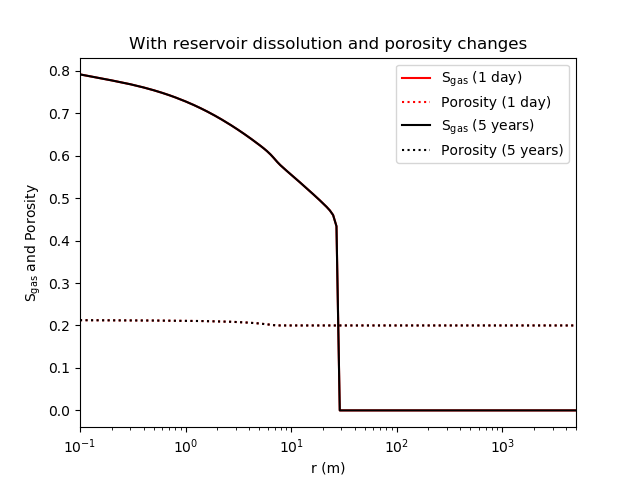 With reservoir dissolution and porosity changes
S_gas (1 day)
Porosity (1 day)
S_gas (5 years)
Porosity (5 years)
S_gas and Porosity
0.8
0.7
0.6
0.5
0.4
0.3
0.2
0.1
0.0
10^-1 10^0 10^1 10^2 10^3
r (m)